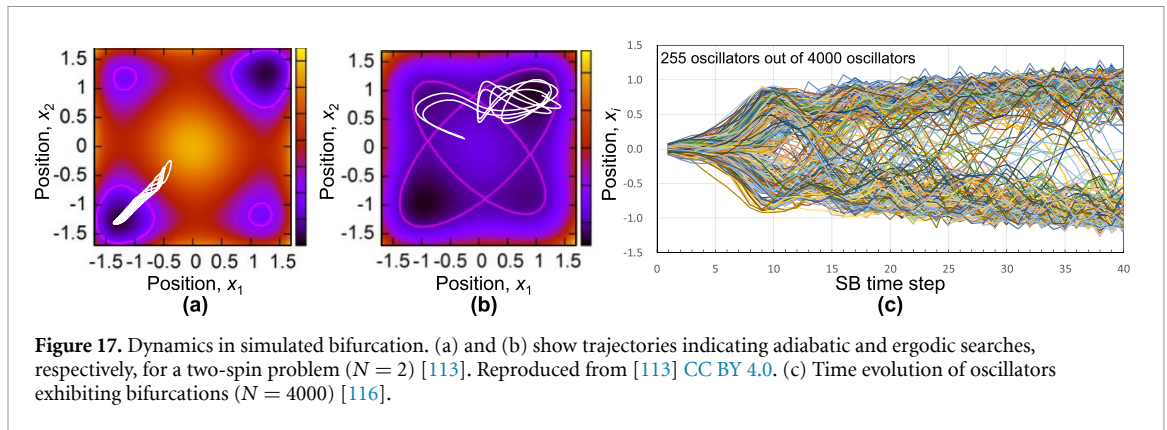 1.5
1
0.5
0
-0.5
-1
-1.5
Position, x2
-1.5 -1 -0.5 0 0.5 1 1.5
Position, x1
(a)
1.5
1
0.5
0
-0.5
-1
-1.5
Position, x2
-1.5 -1 -0.5 0 0.5 1 1.5
Position, x1
(b)
255 oscillators out of 4000 oscillators
1.5
1.0
0.5
0.0
-0.5
-1.0
-1.5
Position, xi
0 5 10 15 20 25 30 35 40
SB time step
(c)
Figure 17. Dynamics in simulated bifurcation. (a) and (b) show trajectories indicating adiabatic and ergodic searches,
respectively, for a two-spin problem (N = 2) [113]. Reproduced from [113] CC BY 4.0. (c) Time evolution of oscillators
exhibiting bifurcations (N = 4000) [116].